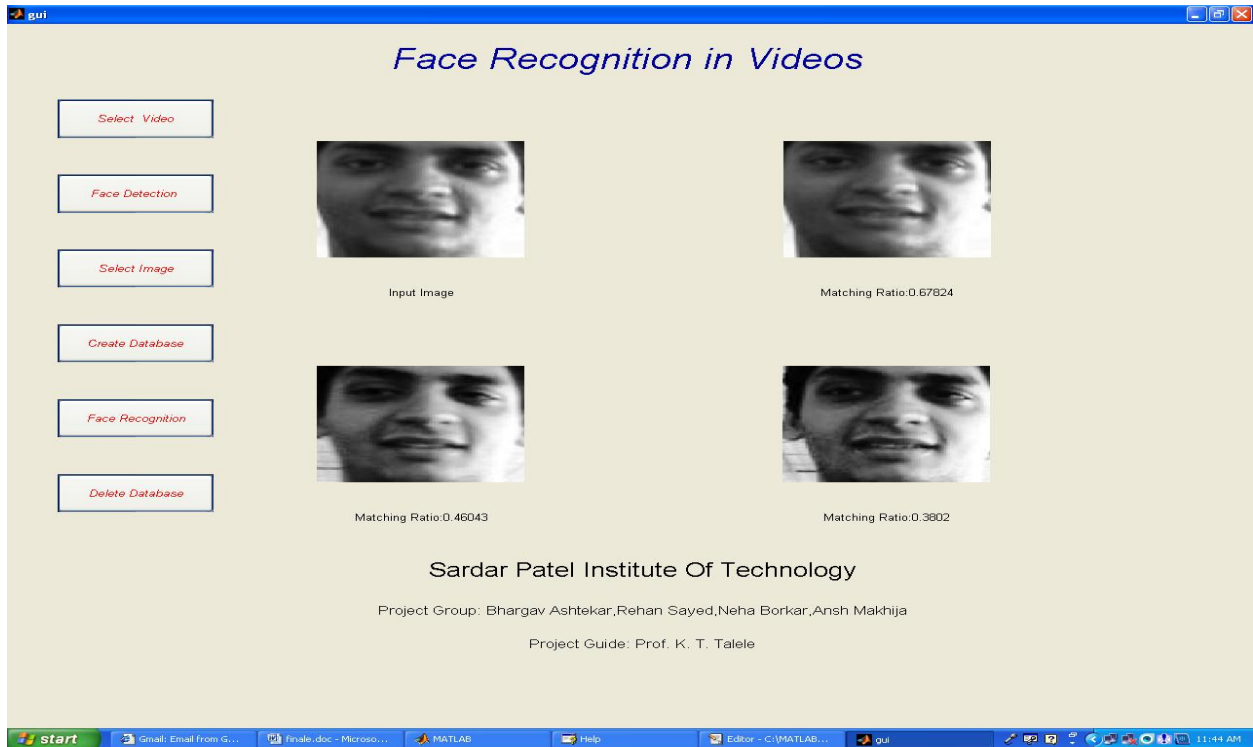 gui
Face Recognition in Videos
Select Video
Face Detection
Select Image
Create Database
Face Recognition
Delete Database
Input Image
Matching Ratio:0.67824
Matching Ratio:0.46043
Matching Ratio:0.3802
Sardar Patel Institute Of Technology
Project Group: Bhargav Ashtekar,Rehan Sayed,Neha Borkar,Ansh Makhija
Project Guide: Prof. K. T. Talele
start
Gmail: Email from G...
finale.doc - Microso...
MATLAB
Help
Editor - C:\MATLAB...
gui
11:44 AM